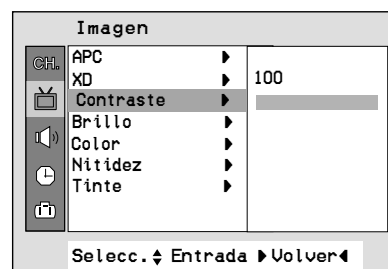 Imagen
CH.
APC
XD
100
Contraste
Brillo
Color
Nitidez
Tinte
Selecc. Entrada Volver